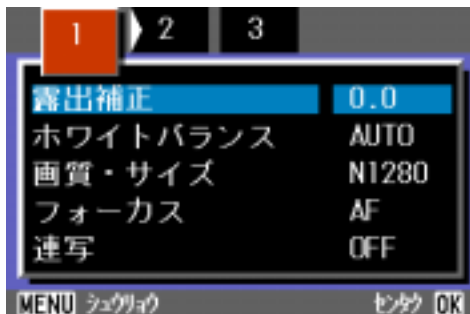 1 2 3
露出補正 0.0
ホワイトバランス AUTO
画質・サイズ N1280
フォーカス AF
連写 OFF
MENU シュウリョウ センタク OK